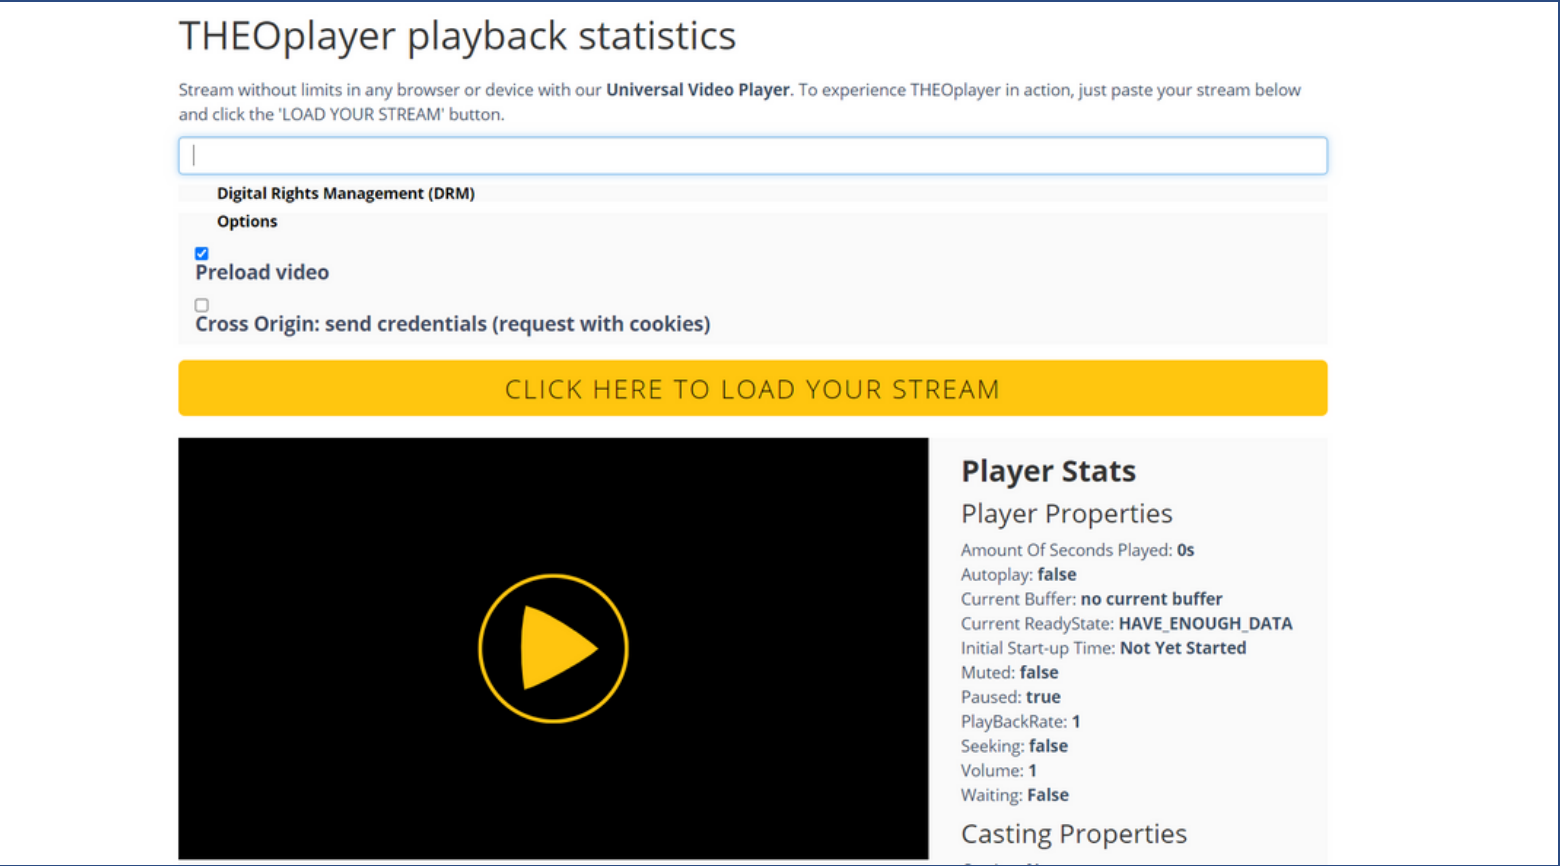 THEOplayer playback statistics
Stream without limits in any browser or device with our Universal Video Player. To experience THEOplayer in action, just paste your stream below
and click the 'LOAD YOUR STREAM' button.
Digital Rights Management (DRM)
Options
Preload video
Cross Origin: send credentials (request with cookies)
CLICK HERE TO LOAD YOUR STREAM
Player Stats
Player Properties
Amount Of Seconds Played: 0s
Autoplay: false
Current Buffer: no current buffer
Current ReadyState: HAVE_ENOUGH_DATA
Initial Start-up Time: Not Yet Started
Muted: false
Paused: true
PlayBackRate: 1
Seeking: false
Volume: 1
Waiting: False
Casting Properties